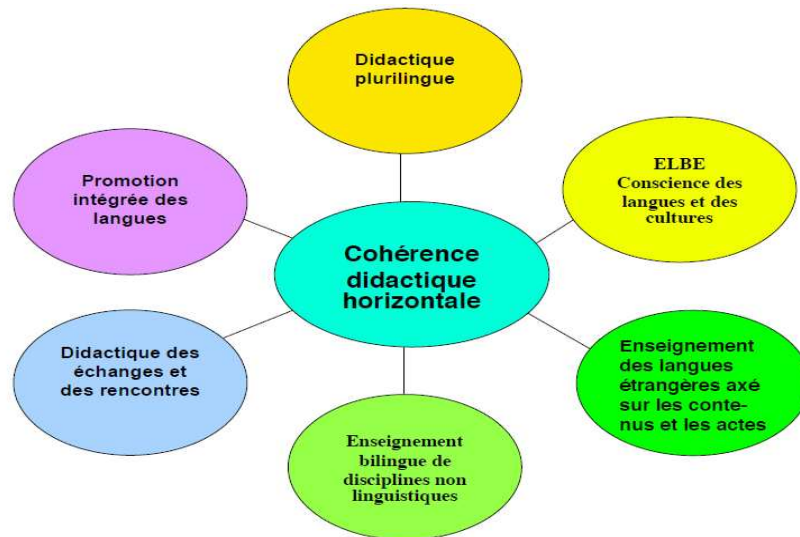 Didactique
plurilingue
ELBE
Conscience des
langues et des
cultures
Promotion
intégrée des
langues
Cohérence
didactique
horizontale
Didactique des
échanges et
des rencontres
Enseignement
des langues
étrangères axé
sur les conte-
nus et les actes
Enseignement
bilingue de
disciplines non
linguistiques